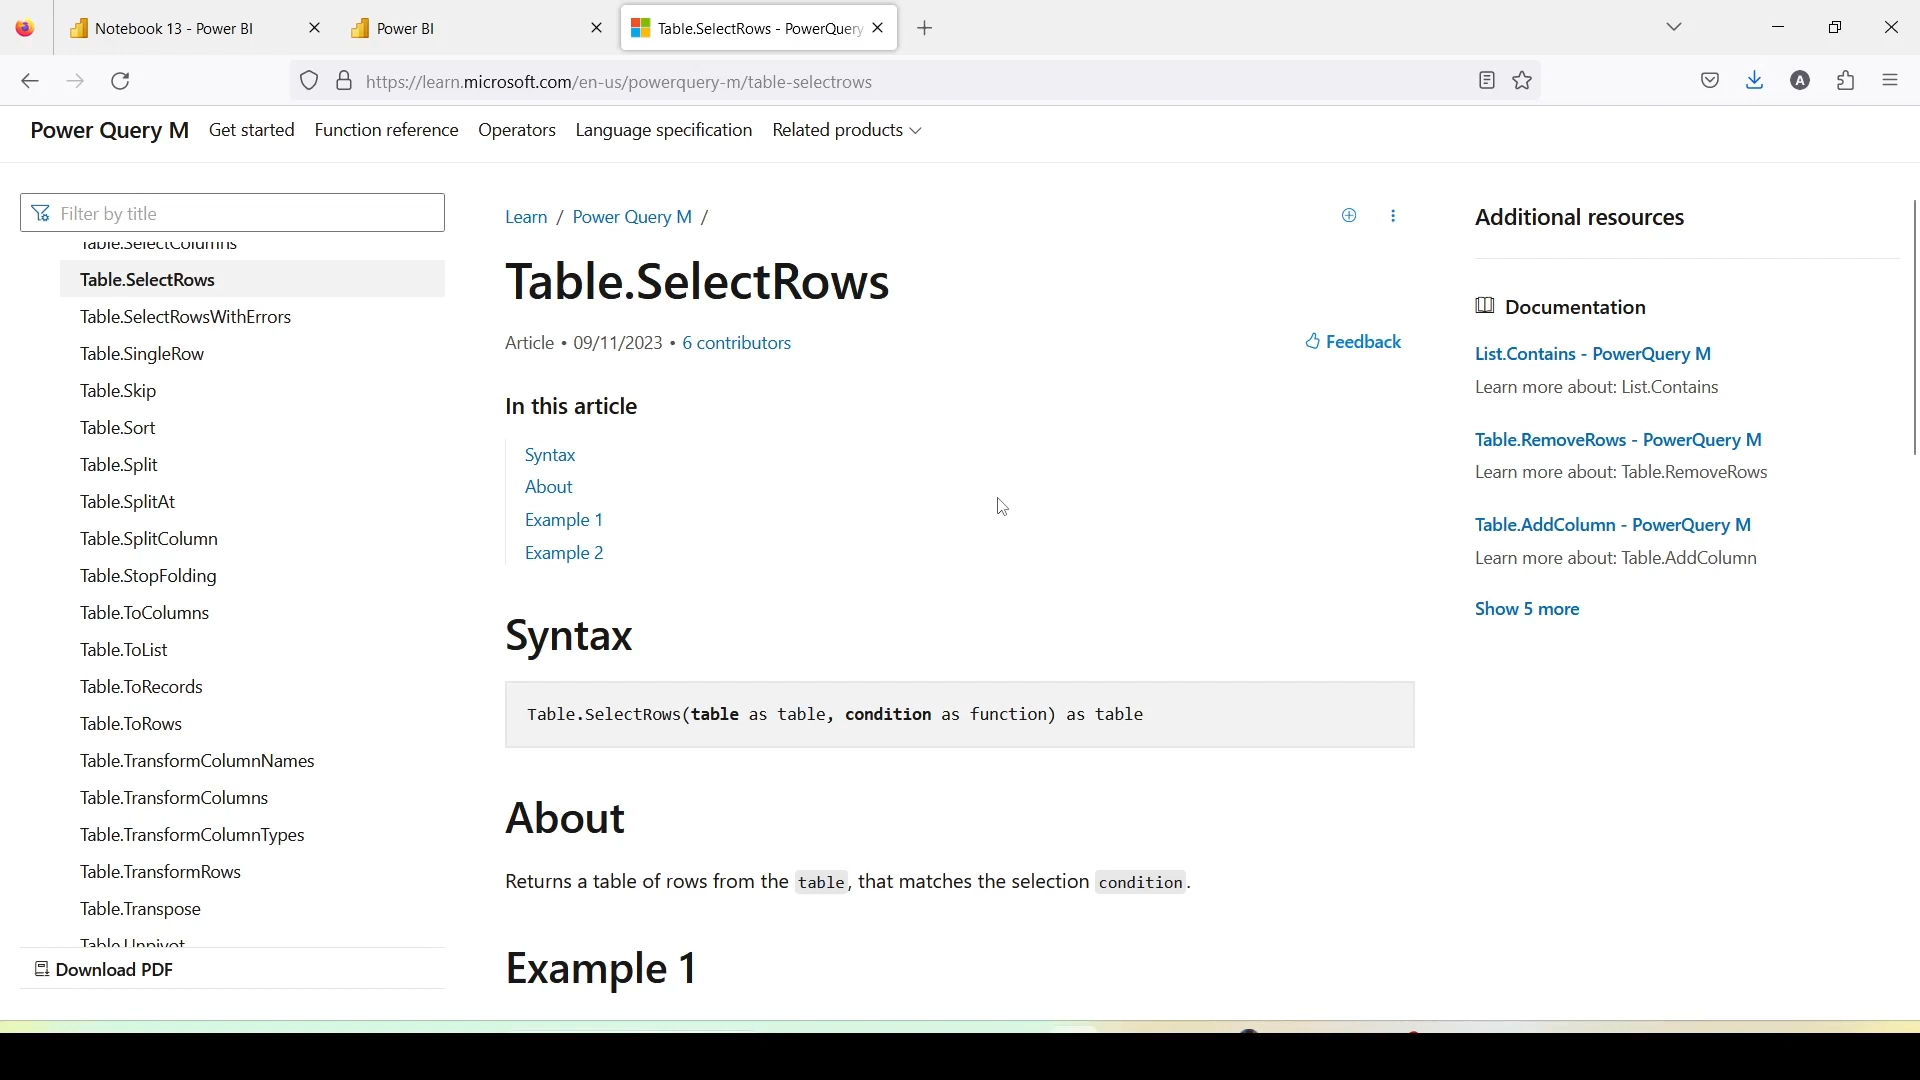 Notebook 13 - Power BI
Power BI
Table.SelectRows - PowerQuery
https://learn.microsoft.com/en-us/powerquery-m/table-selectrows
A
Power Query M
Get started
Function reference
Operators
Language specification
Related products
Filter by title
Table.SelectColumns
Table.SelectRows
Table.SelectRowsWithErrors
Table.SingleRow
Table.Skip
Table.Sort
Table.Split
Table.SplitAt
Table.SplitColumn
Table.StopFolding
Table.ToColumns
Table.ToList
Table.ToRecords
Table.ToRows
Table.TransformColumnNames
Table.TransformColumns
Table.TransformColumnTypes
Table.TransformRows
Table.Transpose
Table.Unpivot
Download PDF
Learn / Power Query M /
Table.SelectRows
Article • 09/11/2023 • 6 contributors
Feedback
In this article
Syntax
About
Example 1
Example 2
Syntax
Table.SelectRows(table as table, condition as function) as table
About
Returns a table of rows from the table, that matches the selection condition.
Example 1
Additional resources
Documentation
List.Contains - PowerQuery M
Learn more about: List.Contains
Table.RemoveRows - PowerQuery M
Learn more about: Table.RemoveRows
Table.AddColumn - PowerQuery M
Learn more about: Table.AddColumn
Show 5 more